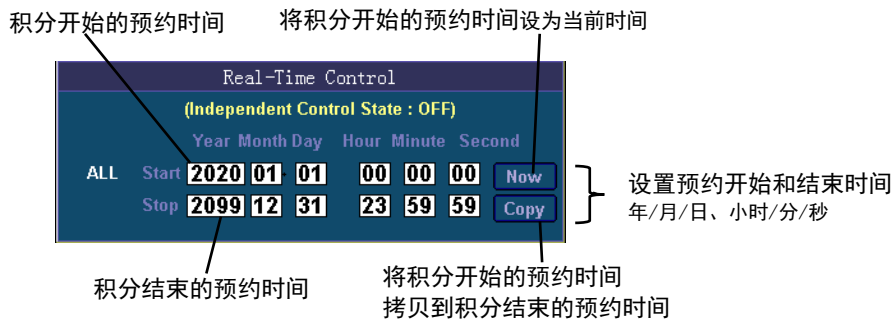 积分开始的预约时间
将积分开始的预约时间设为当前时间
Real-Time Control
(Independent Control State : OFF)
Year Month Day Hour Minute Second
ALL Start 2020 01 01 00 00 00 Now
Stop 2099 12 31 23 59 59 Copy
设置预约开始和结束时间
年/月/日、小时/分/秒
积分结束的预约时间
将积分开始的预约时间
拷贝到积分结束的预约时间